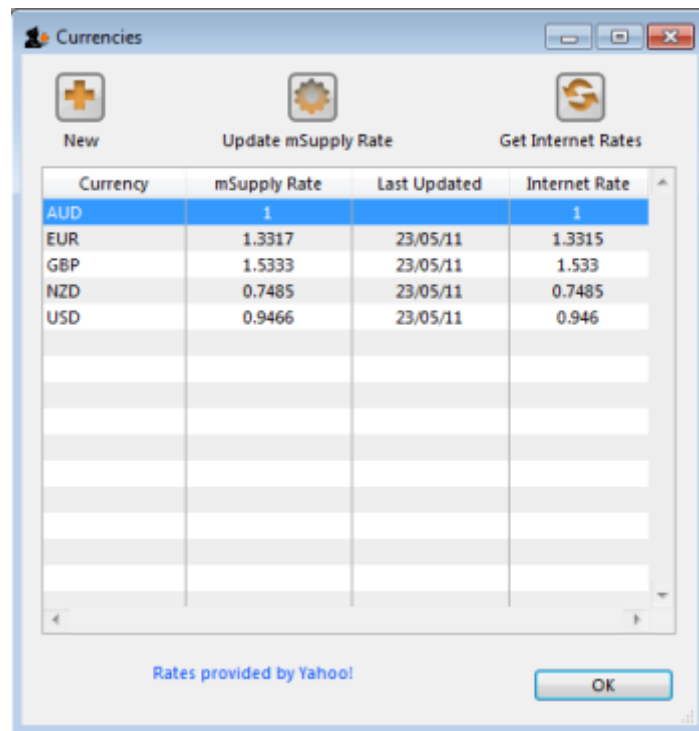 Currencies
New Update mSupply Rate Get Internet Rates
Currency mSupply Rate Last Updated Internet Rate
AUD 1 1
EUR 1.3317 23/05/11 1.3315
GBP 1.5333 23/05/11 1.533
NZD 0.7485 23/05/11 0.7485
USD 0.9466 23/05/11 0.946
Rates provided by Yahoo!
OK